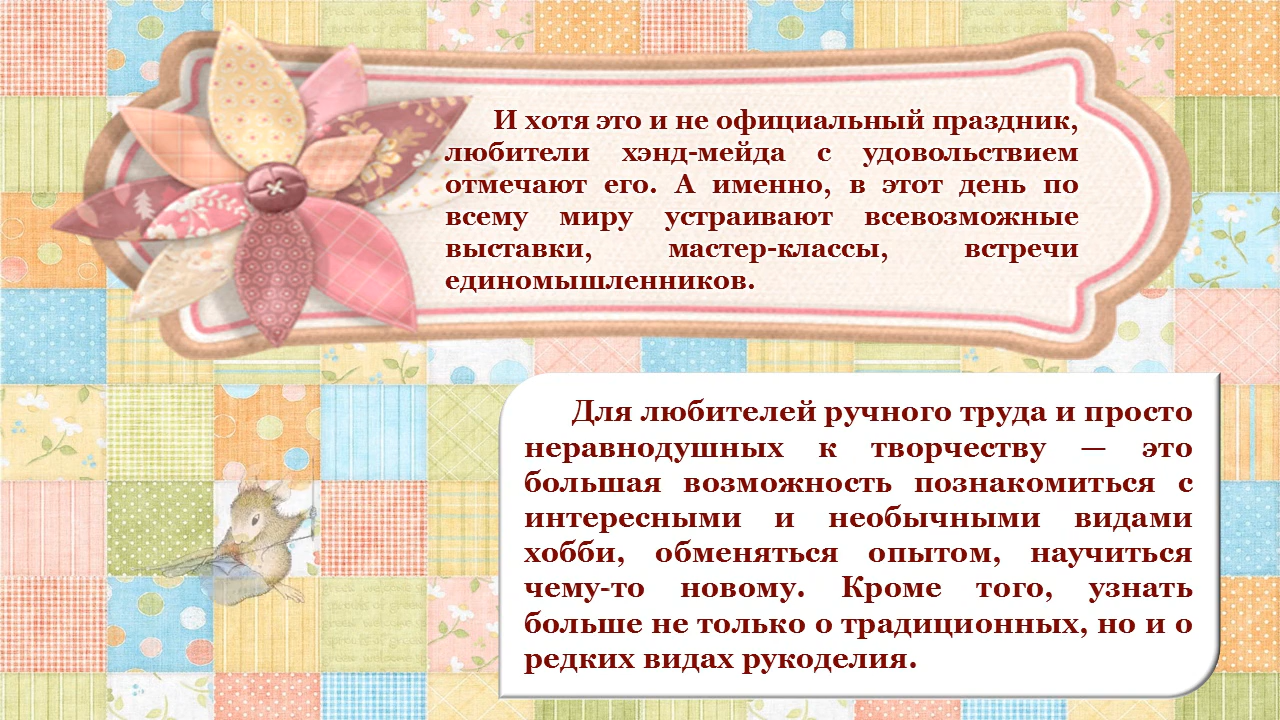 И хотя это и не официальный праздник,
любители хэнд-мейда с удовольствием
отмечают его. А именно, в этот день по
всему миру устраивают всевозможные
выставки, мастер-классы, встречи
единомышленников.
Для любителей ручного труда и просто
неравнодушных к творчеству — это
большая возможность познакомиться с
интересными и необычными видами
хобби, обменяться опытом, научиться
чему-то новому. Кроме того, узнать
больше не только о традиционных, но и о
редких видах рукоделия.